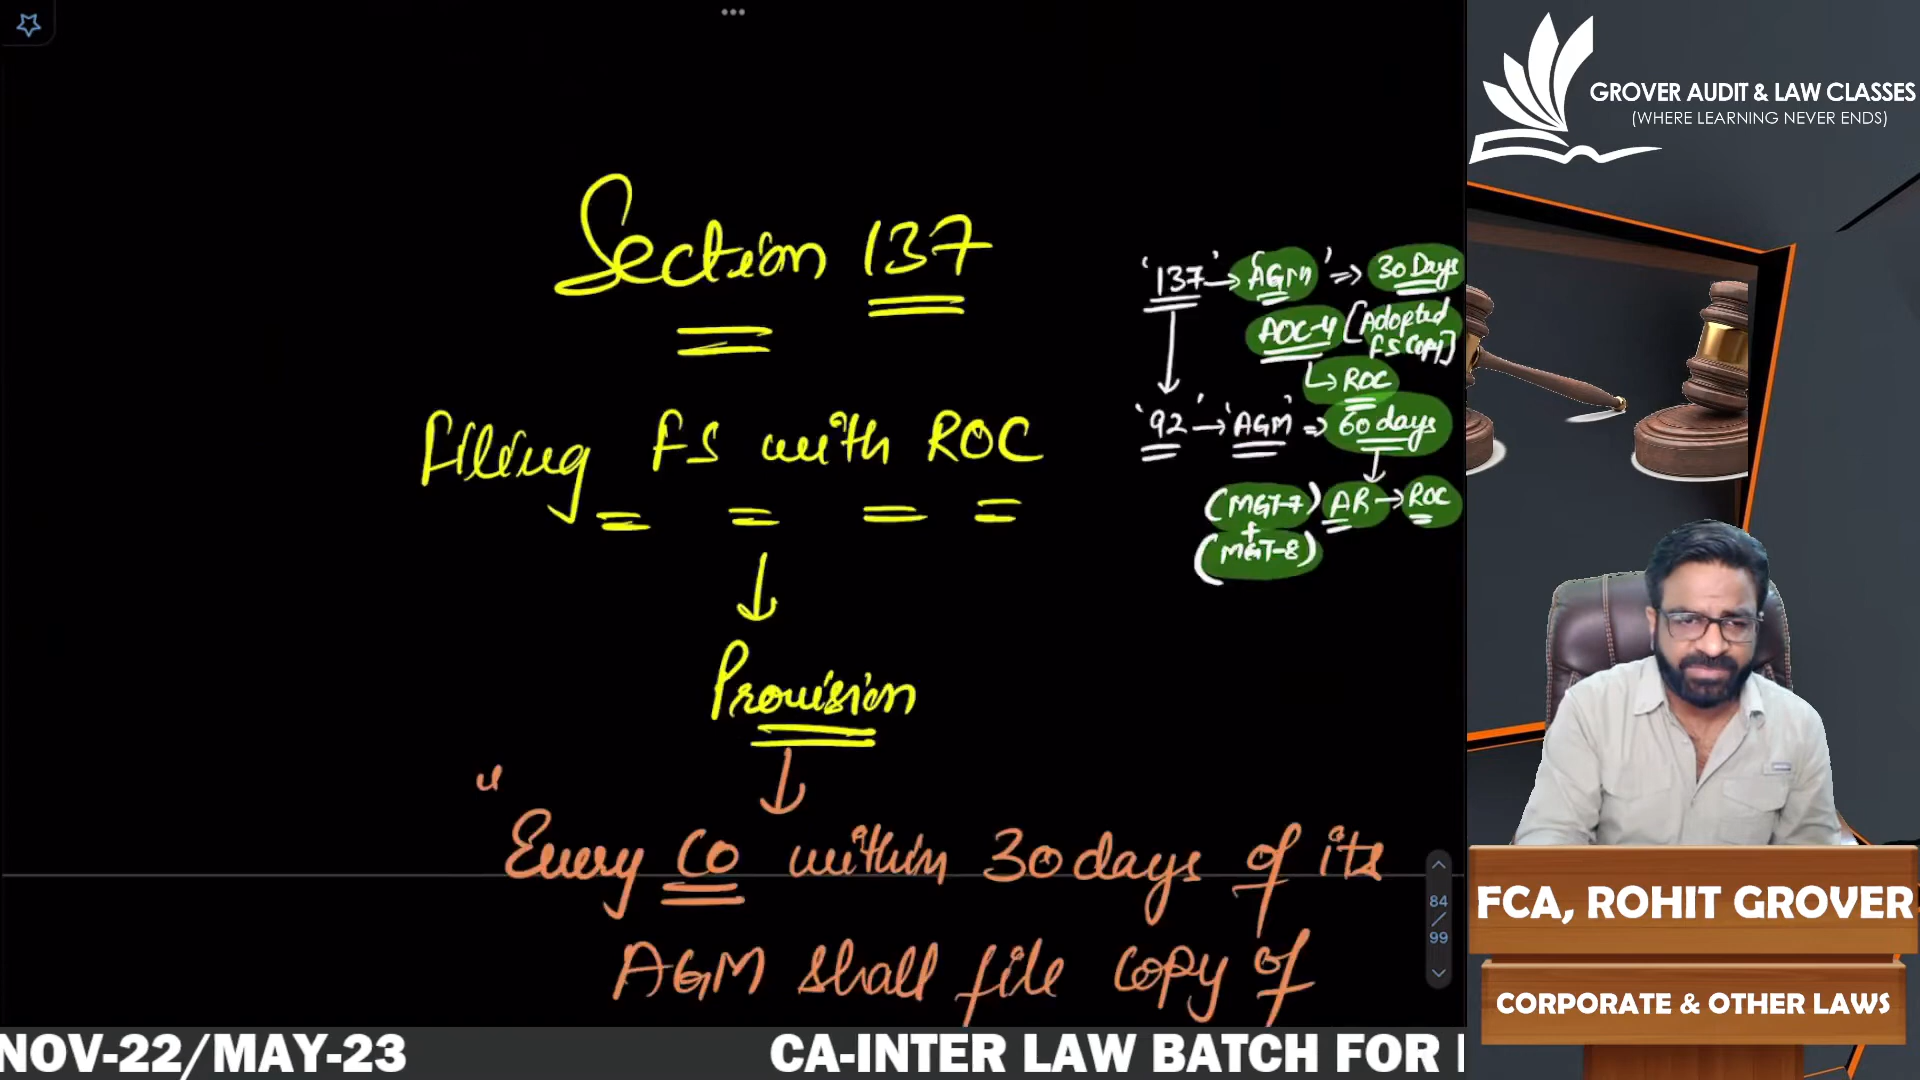 GROVER AUDIT & LAW CLASSES
(WHERE LEARNING NEVER ENDS)
Section 137
Filing FS with ROC
Provision
"Every Co within 30 days of its
AGM shall file copy of
'137' → 'AGM' => 30 Days
AOC-4 [Adopted
FS Copy]
↳ ROC
'92' → 'AGM' => 60 days
(MGT-7) AR → ROC
+
(MGT-8)
84
99
FCA, ROHIT GROVER
CORPORATE & OTHER LAWS
NOV-22/MAY-23 CA-INTER LAW BATCH FOR